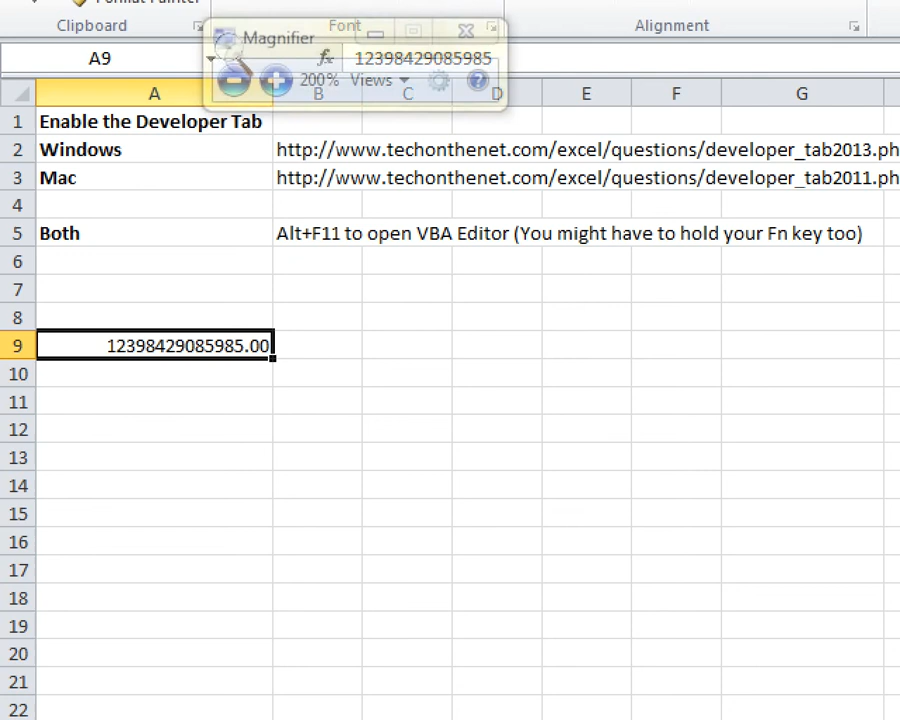 Format Painter
Clipboard Font Alignment
Magnifier
A9 fx 12398429085985
200% Views
A B C D E F G
1 Enable the Developer Tab
2 Windows http://www.techonthenet.com/excel/questions/developer_tab2013.ph
3 Mac http://www.techonthenet.com/excel/questions/developer_tab2011.ph
4
5 Both Alt+F11 to open VBA Editor (You might have to hold your Fn key too)
6
7
8
9 12398429085985.00
10
11
12
13
14
15
16
17
18
19
20
21
22